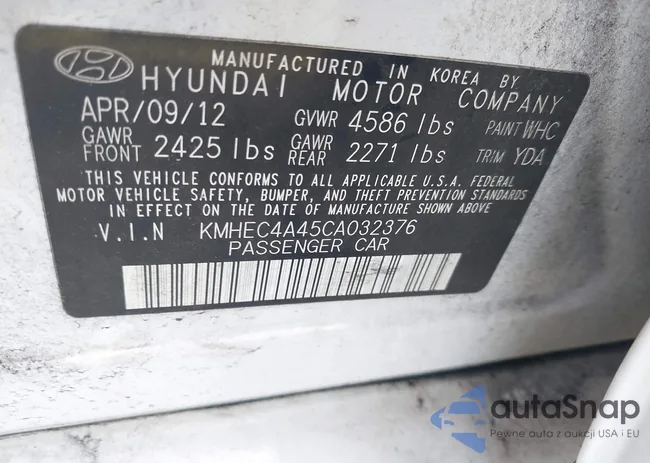 MANUFACTURED IN KOREA BY
HYUNDAI MOTOR COMPANY
APR/09/12 GVWR 4586 lbs PAINT WHC
GAWR FRONT 2425 lbs GAWR REAR 2271 lbs TRIM YDA
THIS VEHICLE CONFORMS TO ALL APPLICABLE U.S.A. FEDERAL
MOTOR VEHICLE SAFETY, BUMPER, AND THEFT PREVENTION STANDARDS
IN EFFECT ON THE DATE OF MANUFACTURE SHOWN ABOVE
V.I.N KMHEC4A45CA032376
PASSENGER CAR
autaSnap
Pewne auta z aukcji USA i EU